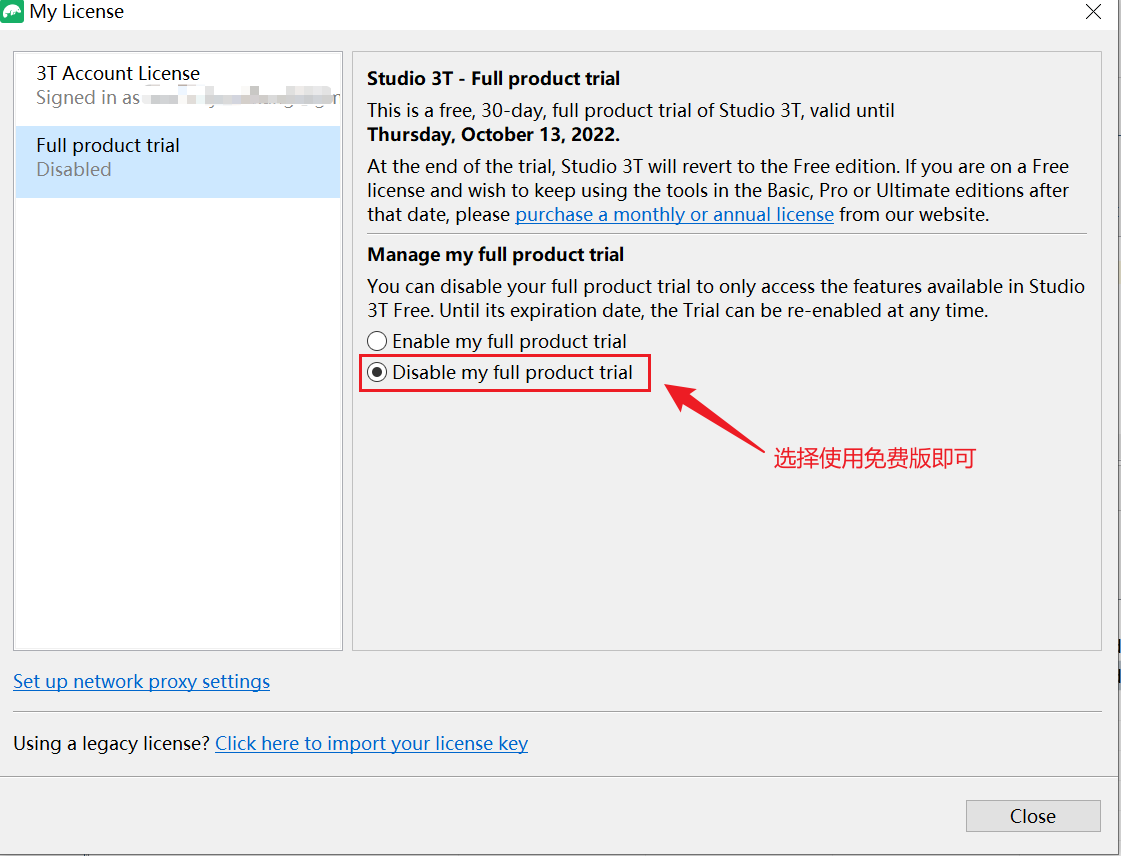 My License
3T Account License
Signed in as
Full product trial
Disabled
Studio 3T - Full product trial
This is a free, 30-day, full product trial of Studio 3T, valid until
Thursday, October 13, 2022.
At the end of the trial, Studio 3T will revert to the Free edition. If you are on a Free
license and wish to keep using the tools in the Basic, Pro or Ultimate editions after
that date, please purchase a monthly or annual license from our website.
Manage my full product trial
You can disable your full product trial to only access the features available in Studio
3T Free. Until its expiration date, the Trial can be re-enabled at any time.
Enable my full product trial
Disable my full product trial
选择使用免费版即可
Set up network proxy settings
Using a legacy license? Click here to import your license key
Close